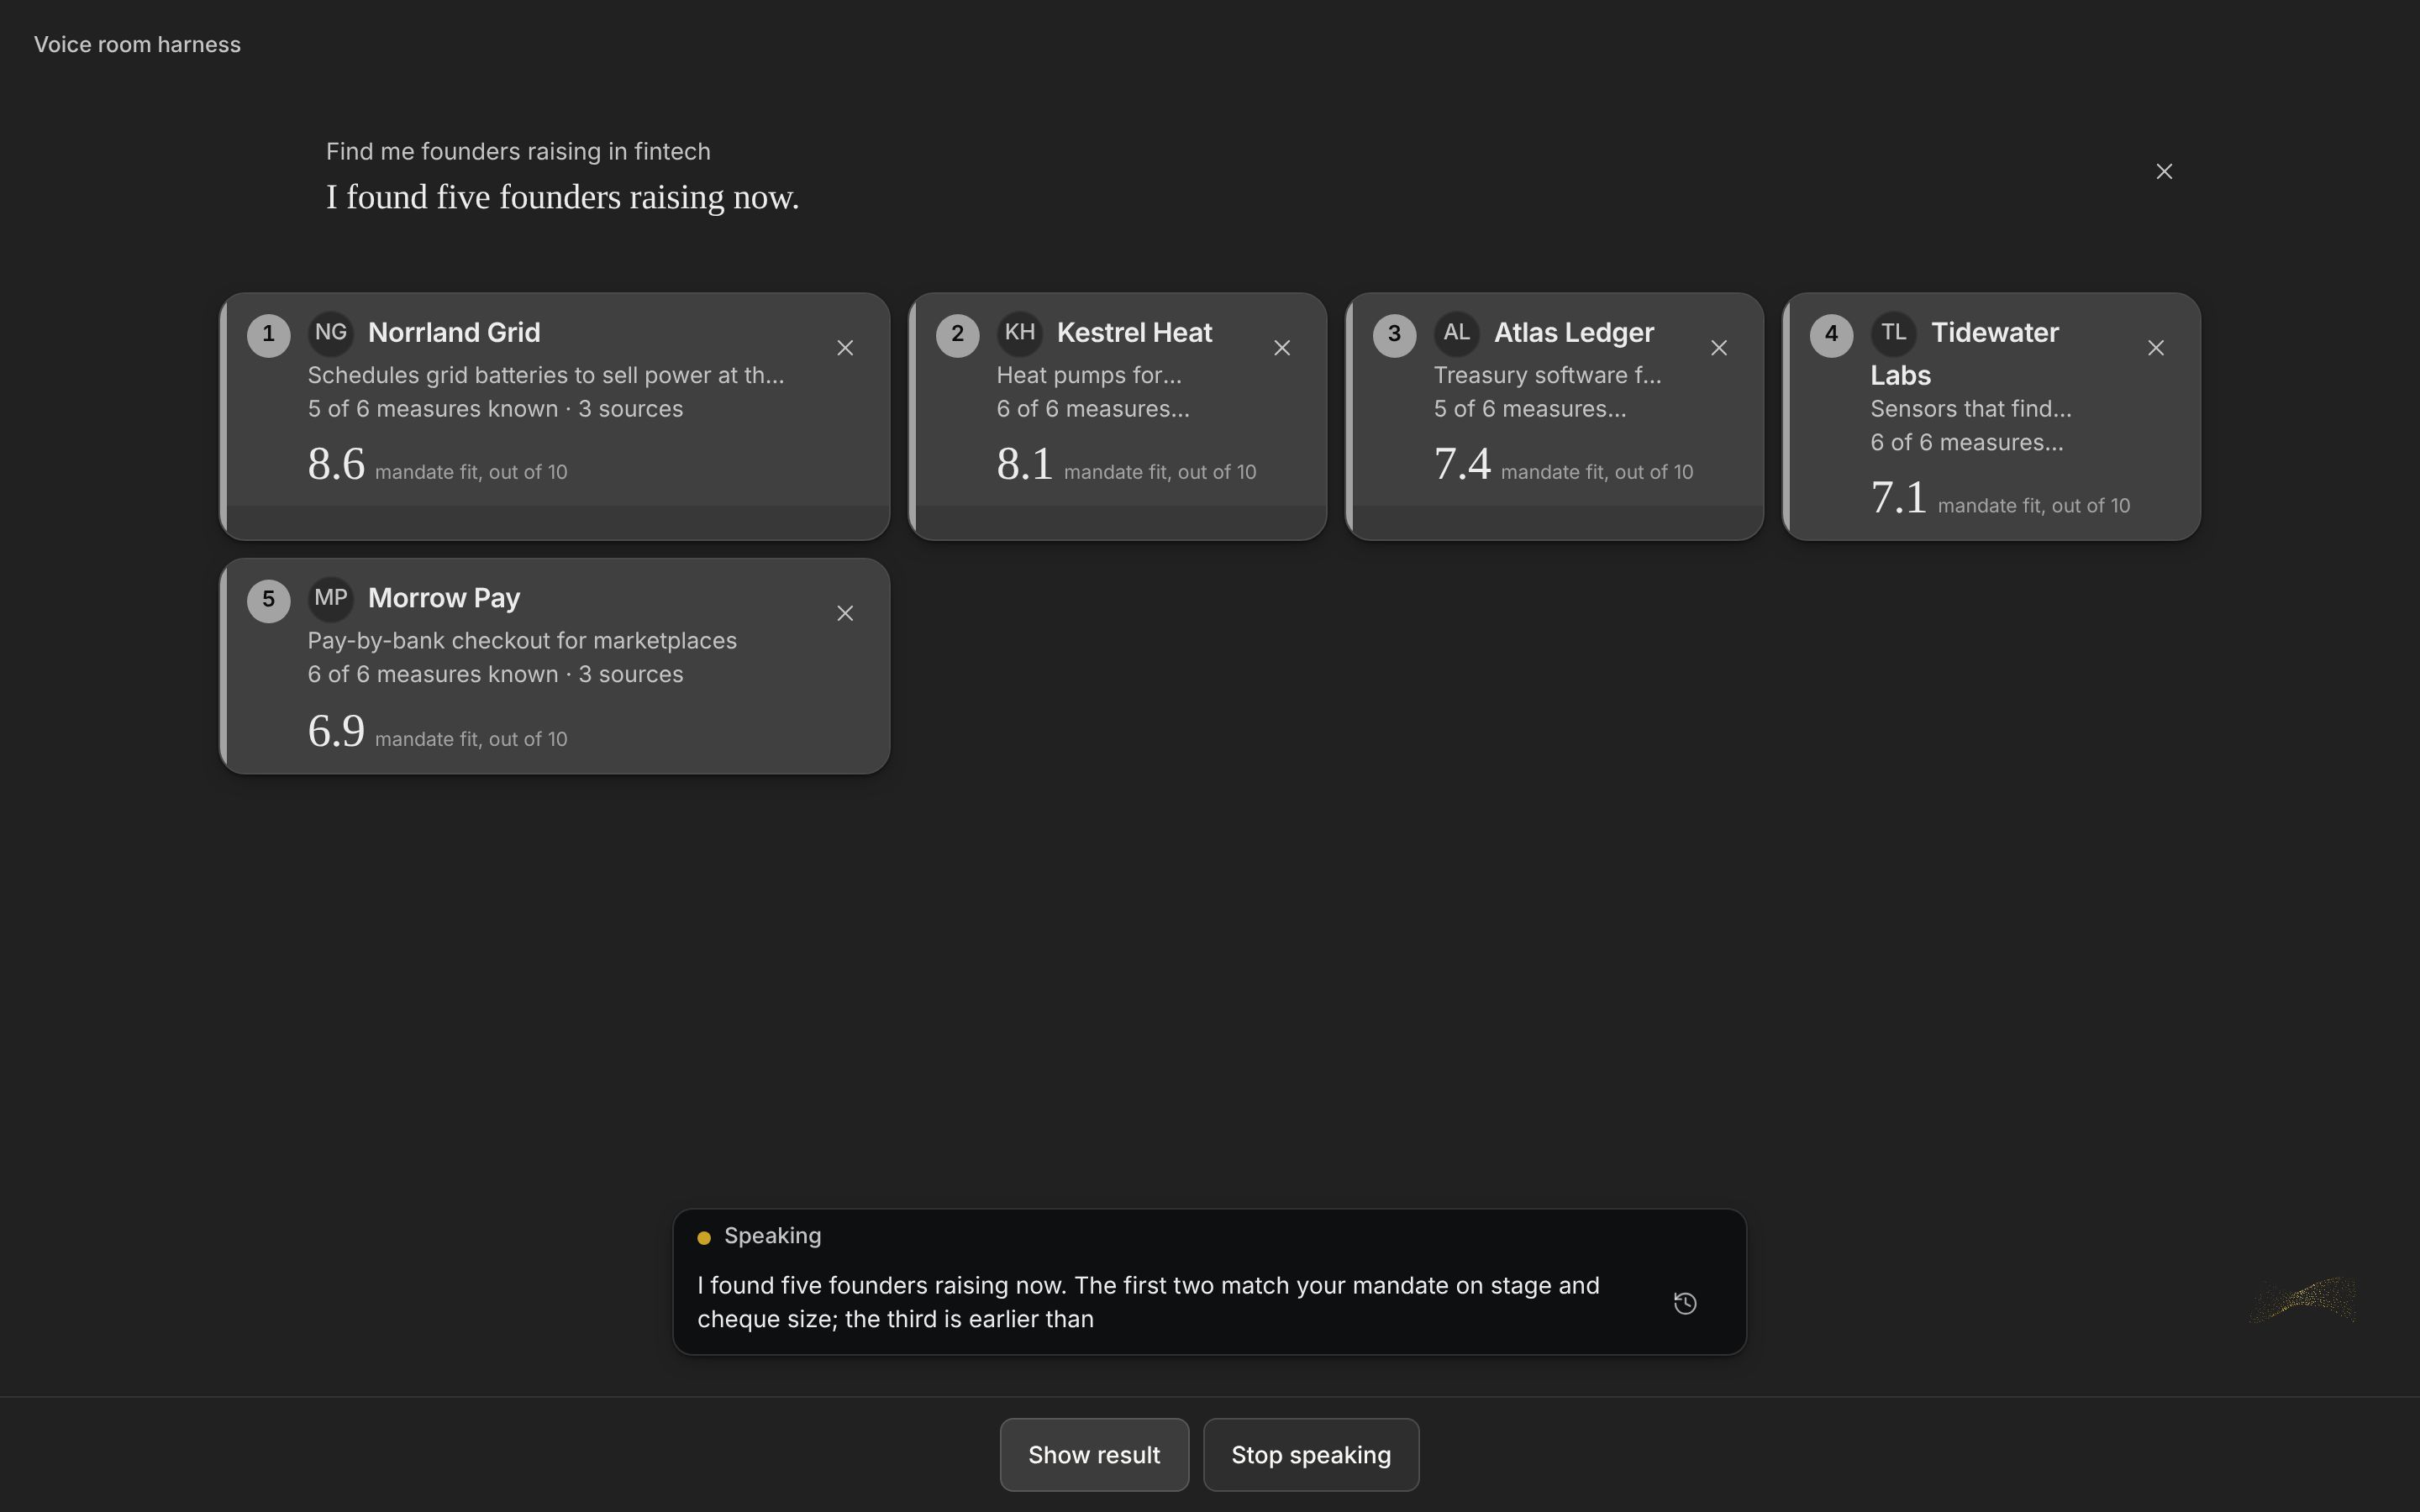 Voice room harness
Find me founders raising in fintech
I found five founders raising now.
1 NG Norrland Grid
Schedules grid batteries to sell power at th...
5 of 6 measures known · 3 sources
8.6 mandate fit, out of 10
2 KH Kestrel Heat
Heat pumps for...
6 of 6 measures...
8.1 mandate fit, out of 10
3 AL Atlas Ledger
Treasury software f...
5 of 6 measures...
7.4 mandate fit, out of 10
4 TL Tidewater
Labs
Sensors that find...
6 of 6 measures...
7.1 mandate fit, out of 10
5 MP Morrow Pay
Pay-by-bank checkout for marketplaces
6 of 6 measures known · 3 sources
6.9 mandate fit, out of 10
Speaking
I found five founders raising now. The first two match your mandate on stage and
cheque size; the third is earlier than
Show result
Stop speaking